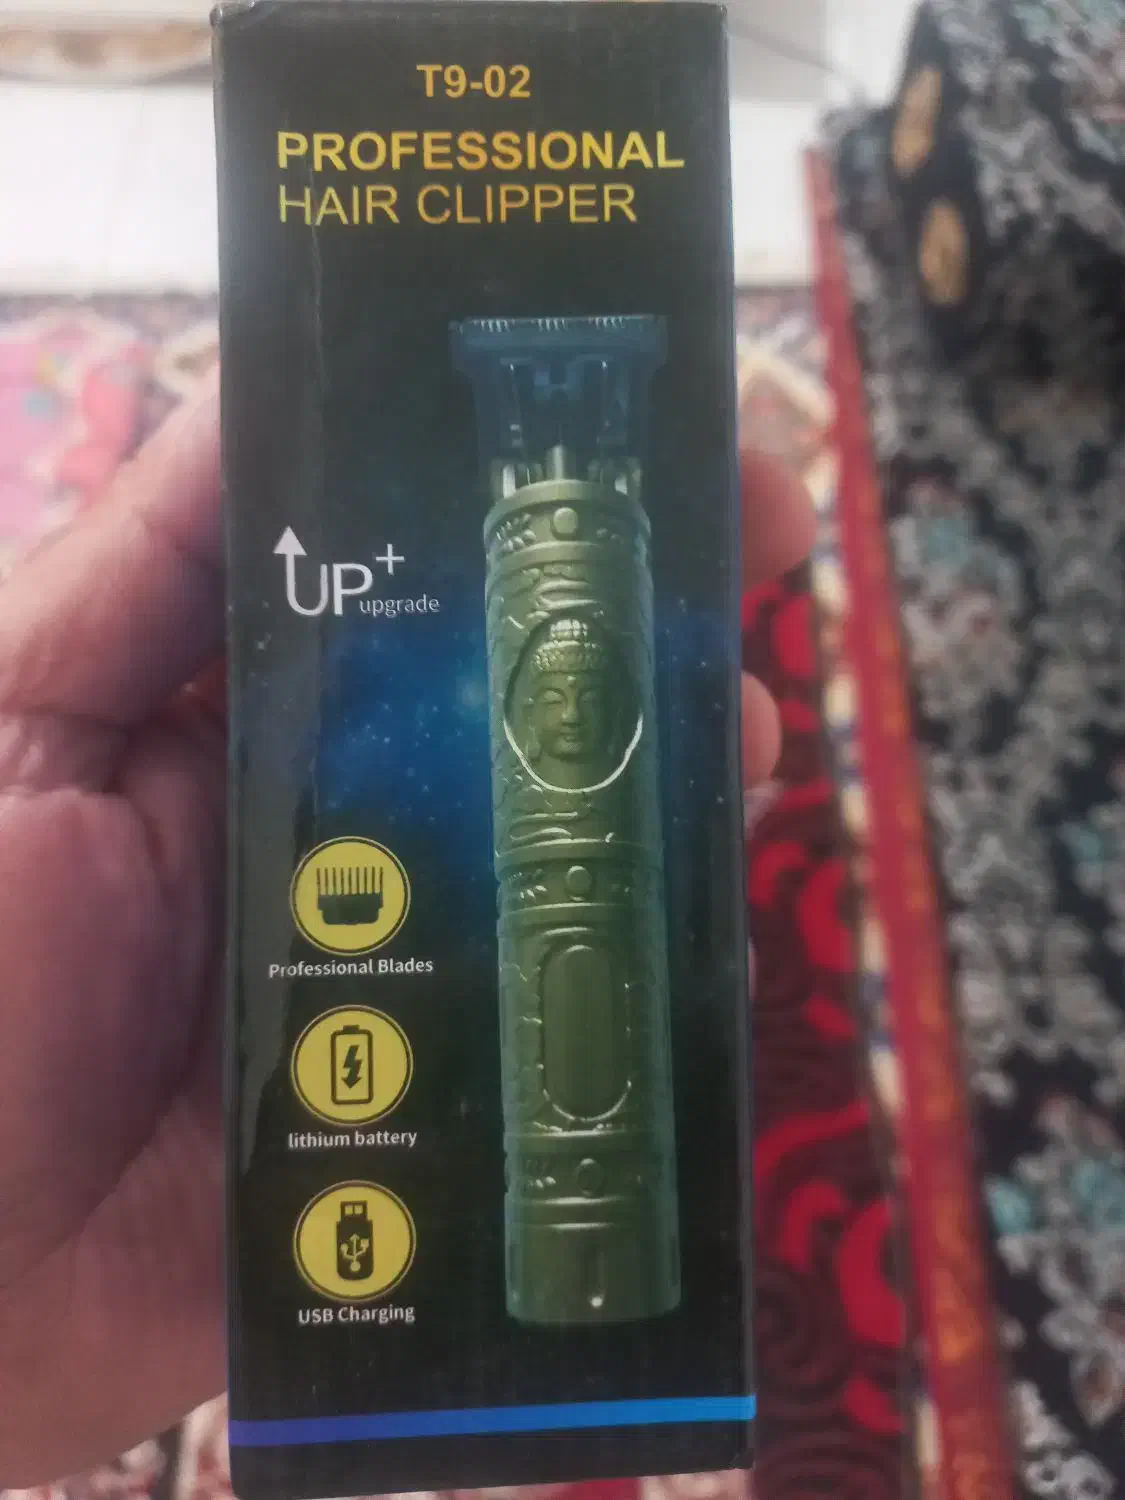 T9-02
PROFESSIONAL
HAIR CLIPPER
UP+
upgrade
Professional Blades
lithium battery
USB Charging